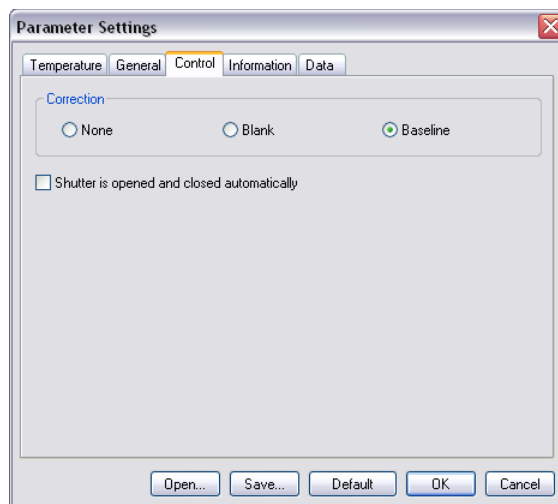 Parameter Settings
Temperature General Control Information Data
Correction
None Blank Baseline
Shutter is opened and closed automatically
Open... Save... Default OK Cancel